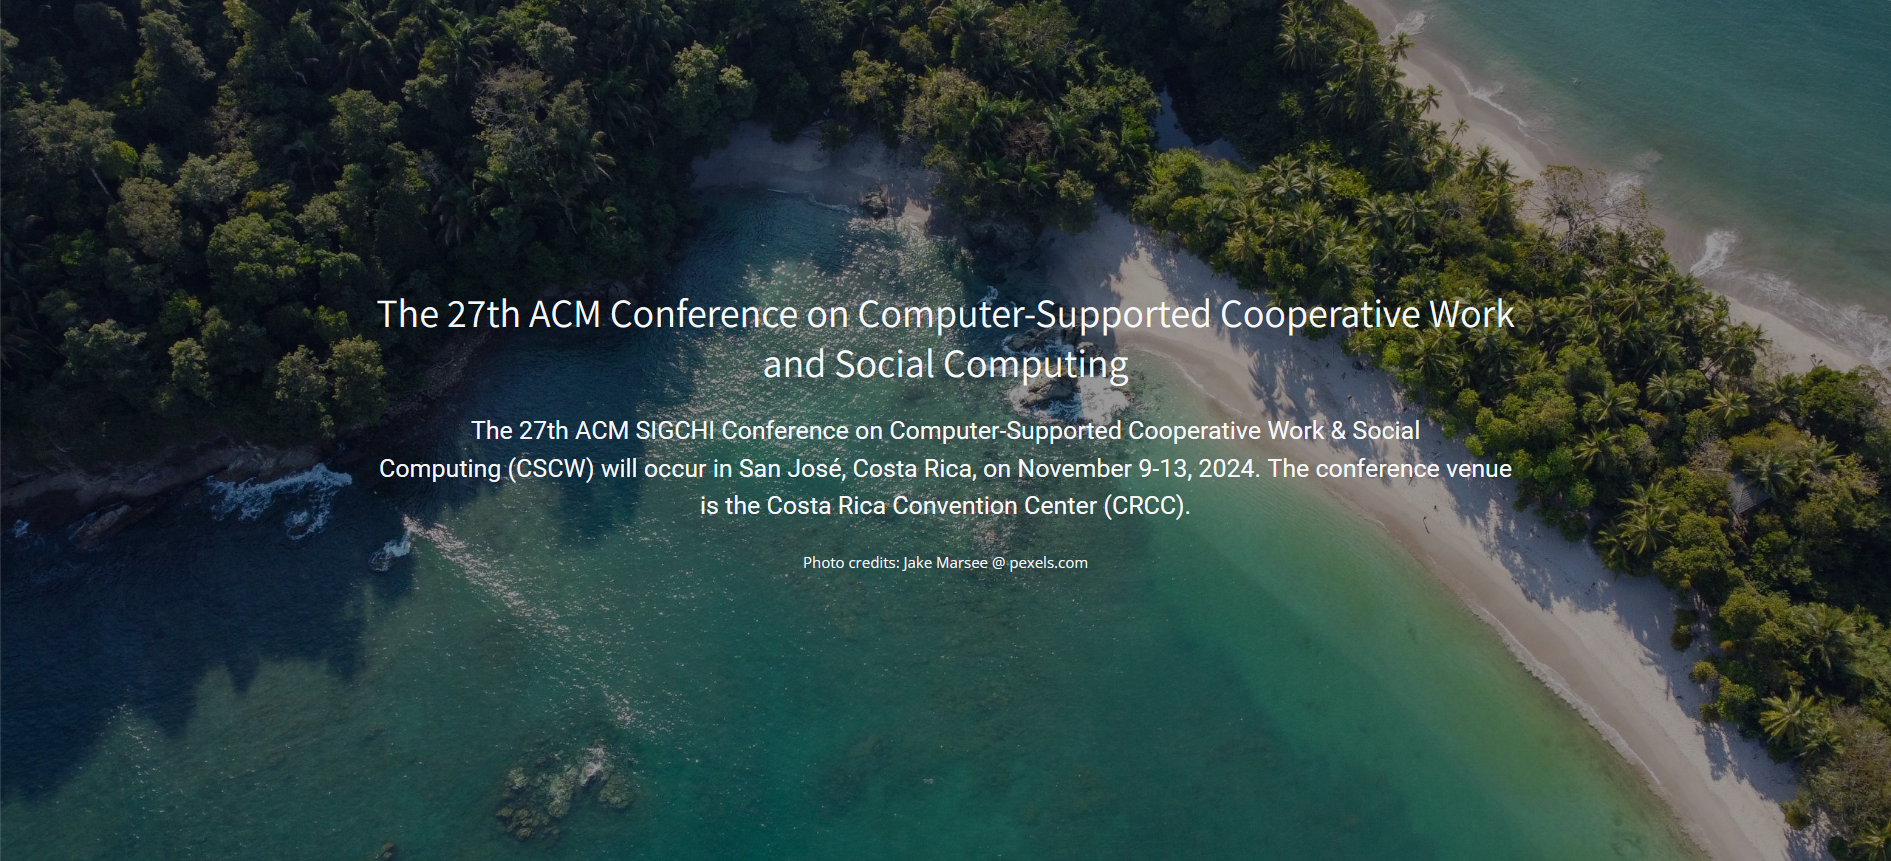 The 27th ACM Conference on Computer-Supported Cooperative Work
and Social Computing
The 27th ACM SIGCHI Conference on Computer-Supported Cooperative Work & Social
Computing (CSCW) will occur in San José, Costa Rica, on November 9-13, 2024. The conference venue
is the Costa Rica Convention Center (CRCC).
Photo credits: Jake Marsee @ pexels.com